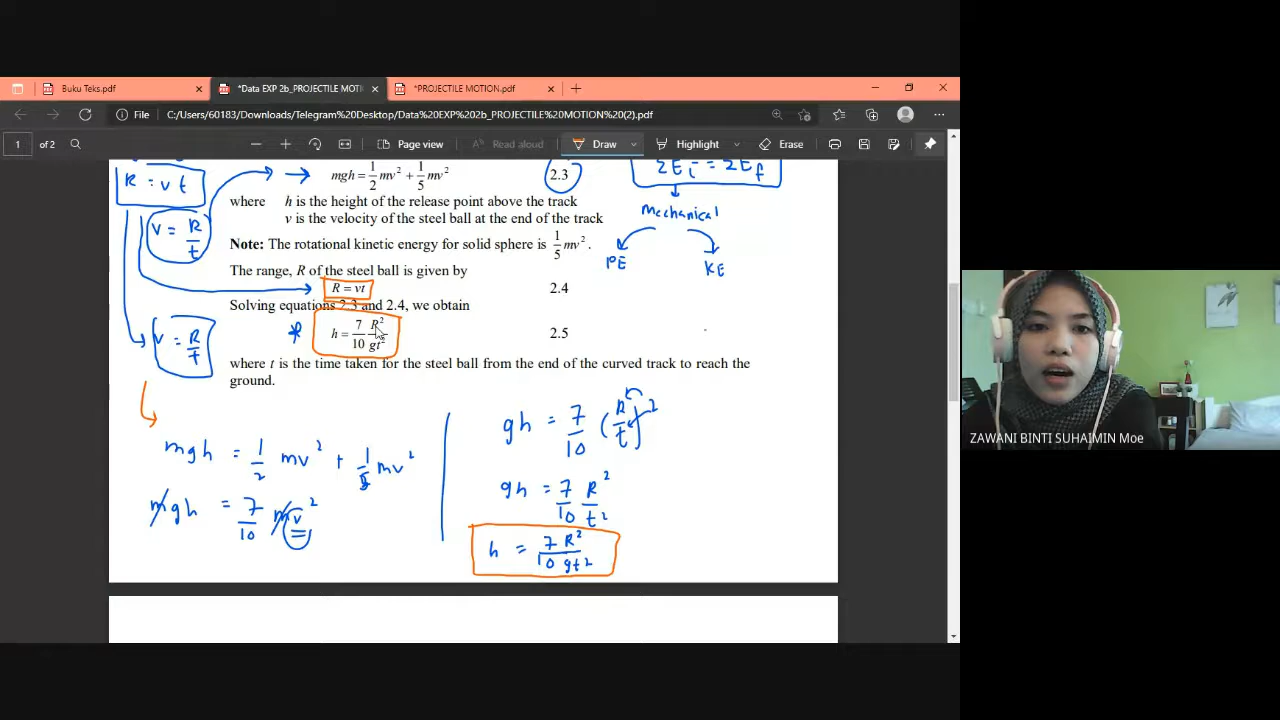 Buku Teks.pdf
*Data EXP 2b_PROJECTILE MOTI
*PROJECTILE MOTION.pdf
File
C:/Users/60183/Downloads/Telegram%20Desktop/Data%20EXP%202b_PROJECTILE%20MOTION%20(2).pdf
1 of 2
Page view
Read aloud
Draw
Highlight
Erase
R = vt
mgh = 1/2 mv² + 1/5 mv²
2.3
ΣEi = ΣEf
where h is the height of the release point above the track
v is the velocity of the steel ball at the end of the track
Mechanical
v = R/t
Note: The rotational kinetic energy for solid sphere is 1/5 mv².
PE
KE
The range, R of the steel ball is given by
R = vt
2.4
Solving equations 2.3 and 2.4, we obtain
*
h = 7/10 R²/gt²
2.5
v = R/t
where t is the time taken for the steel ball from the end of the curved track to reach the
ground.
mgh = 1/2 mv² + 1/5 mv²
mgh = 7/10 mv²
gh = 7/10 (R/t)²
gh = 7/10 R²/t²
h = 7R²/10gt²
ZAWANI BINTI SUHAIMIN Moe